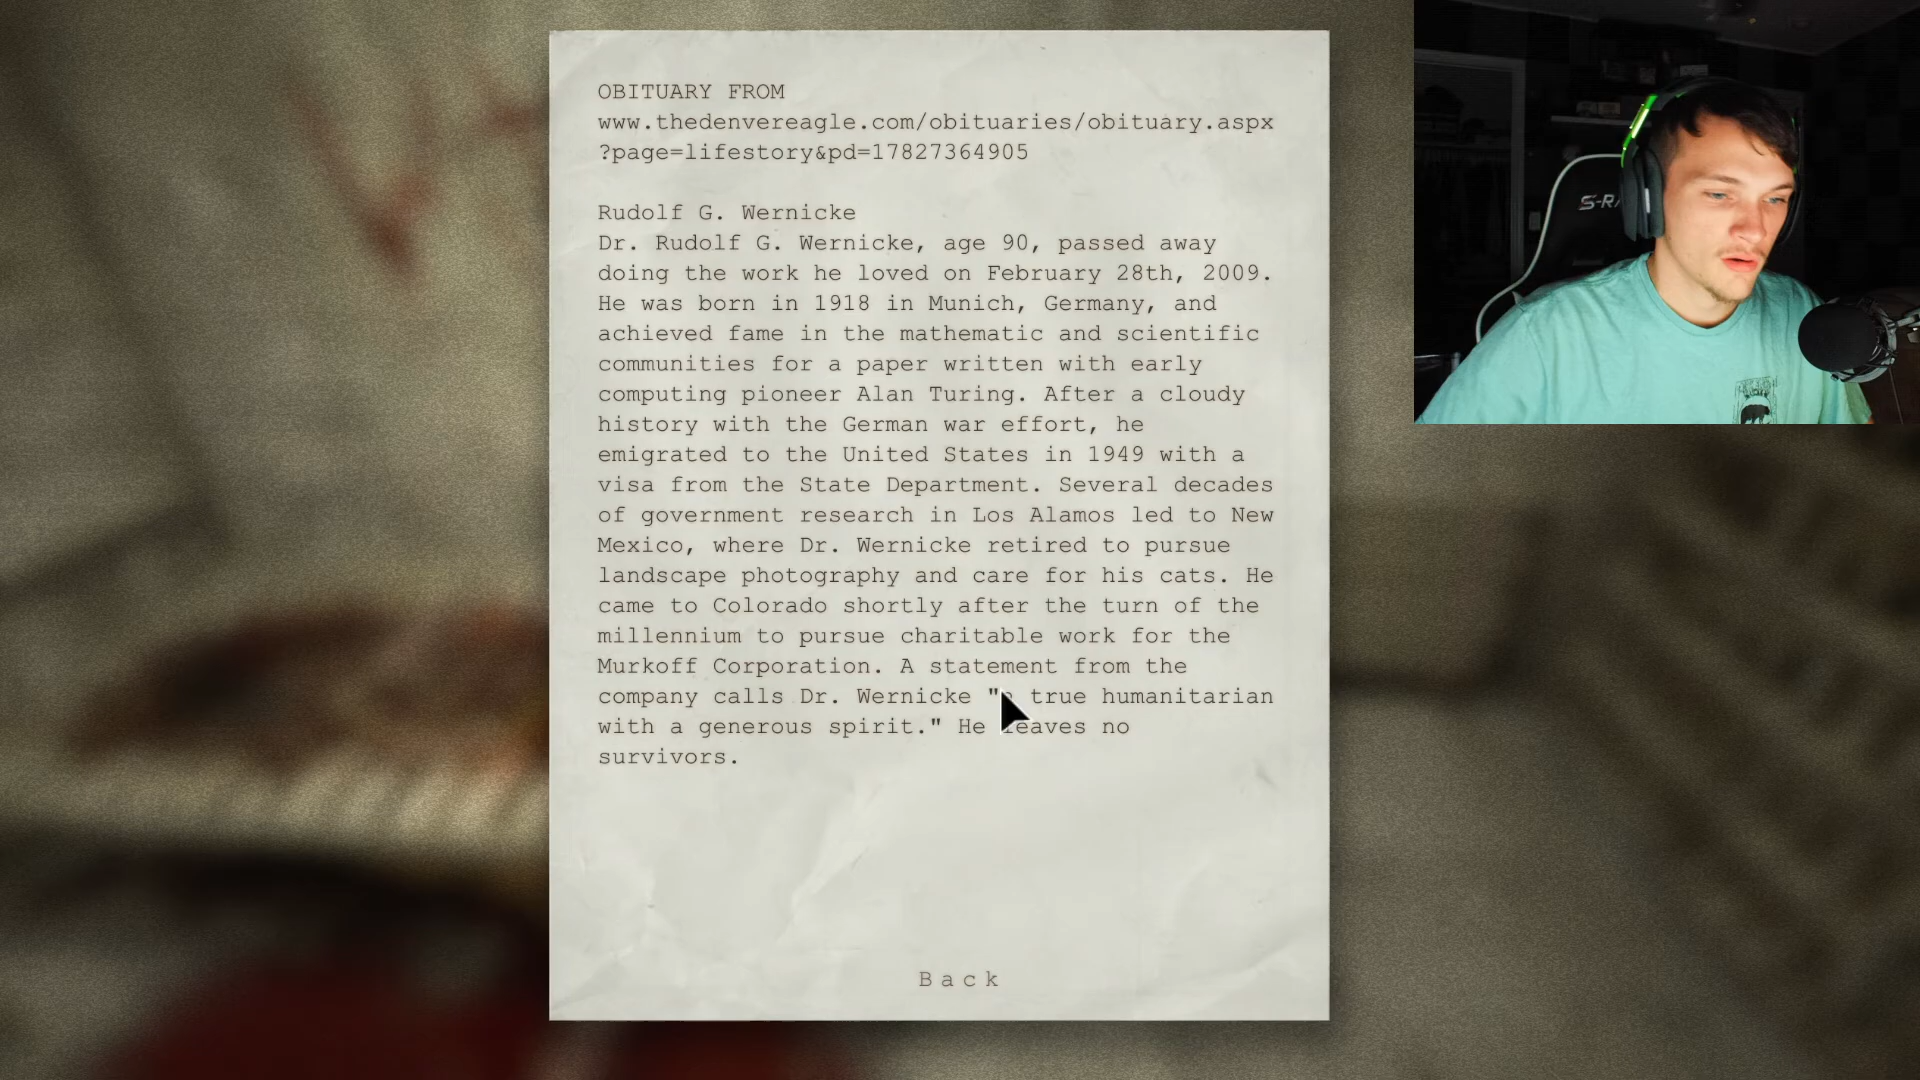 OBITUARY FROM
www.thedenvereagle.com/obituaries/obituary.aspx
?page=lifestory&pd=17827364905
Rudolf G. Wernicke
Dr. Rudolf G. Wernicke, age 90, passed away
doing the work he loved on February 28th, 2009.
He was born in 1918 in Munich, Germany, and
achieved fame in the mathematic and scientific
communities for a paper written with early
computing pioneer Alan Turing. After a cloudy
history with the German war effort, he
emigrated to the United States in 1949 with a
visa from the State Department. Several decades
of government research in Los Alamos led to New
Mexico, where Dr. Wernicke retired to pursue
landscape photography and care for his cats. He
came to Colorado shortly after the turn of the
millennium to pursue charitable work for the
Murkoff Corporation. A statement from the
company calls Dr. Wernicke "a true humanitarian
with a generous spirit." He leaves no
survivors.
Back